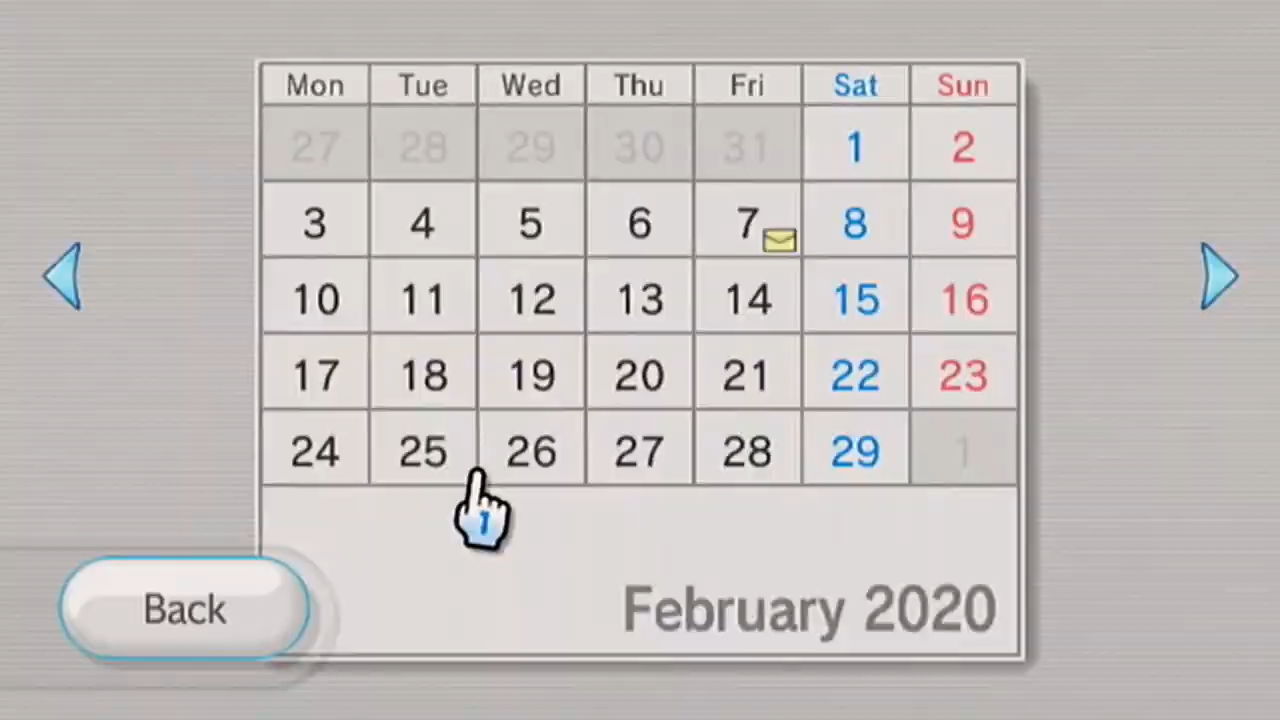 Mon Tue Wed Thu Fri Sat Sun
27 28 29 30 31 1 2
3 4 5 6 7 8 9
10 11 12 13 14 15 16
17 18 19 20 21 22 23
24 25 26 27 28 29 1
1
Back
February 2020